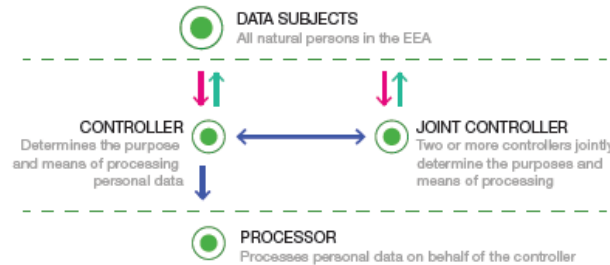 DATA SUBJECTS
All natural persons in the EEA
CONTROLLER
Determines the purpose
and means of processing
personal data
JOINT CONTROLLER
Two or more controllers jointly
determine the purposes and
means of processing
PROCESSOR
Processes personal data on behalf of the controller